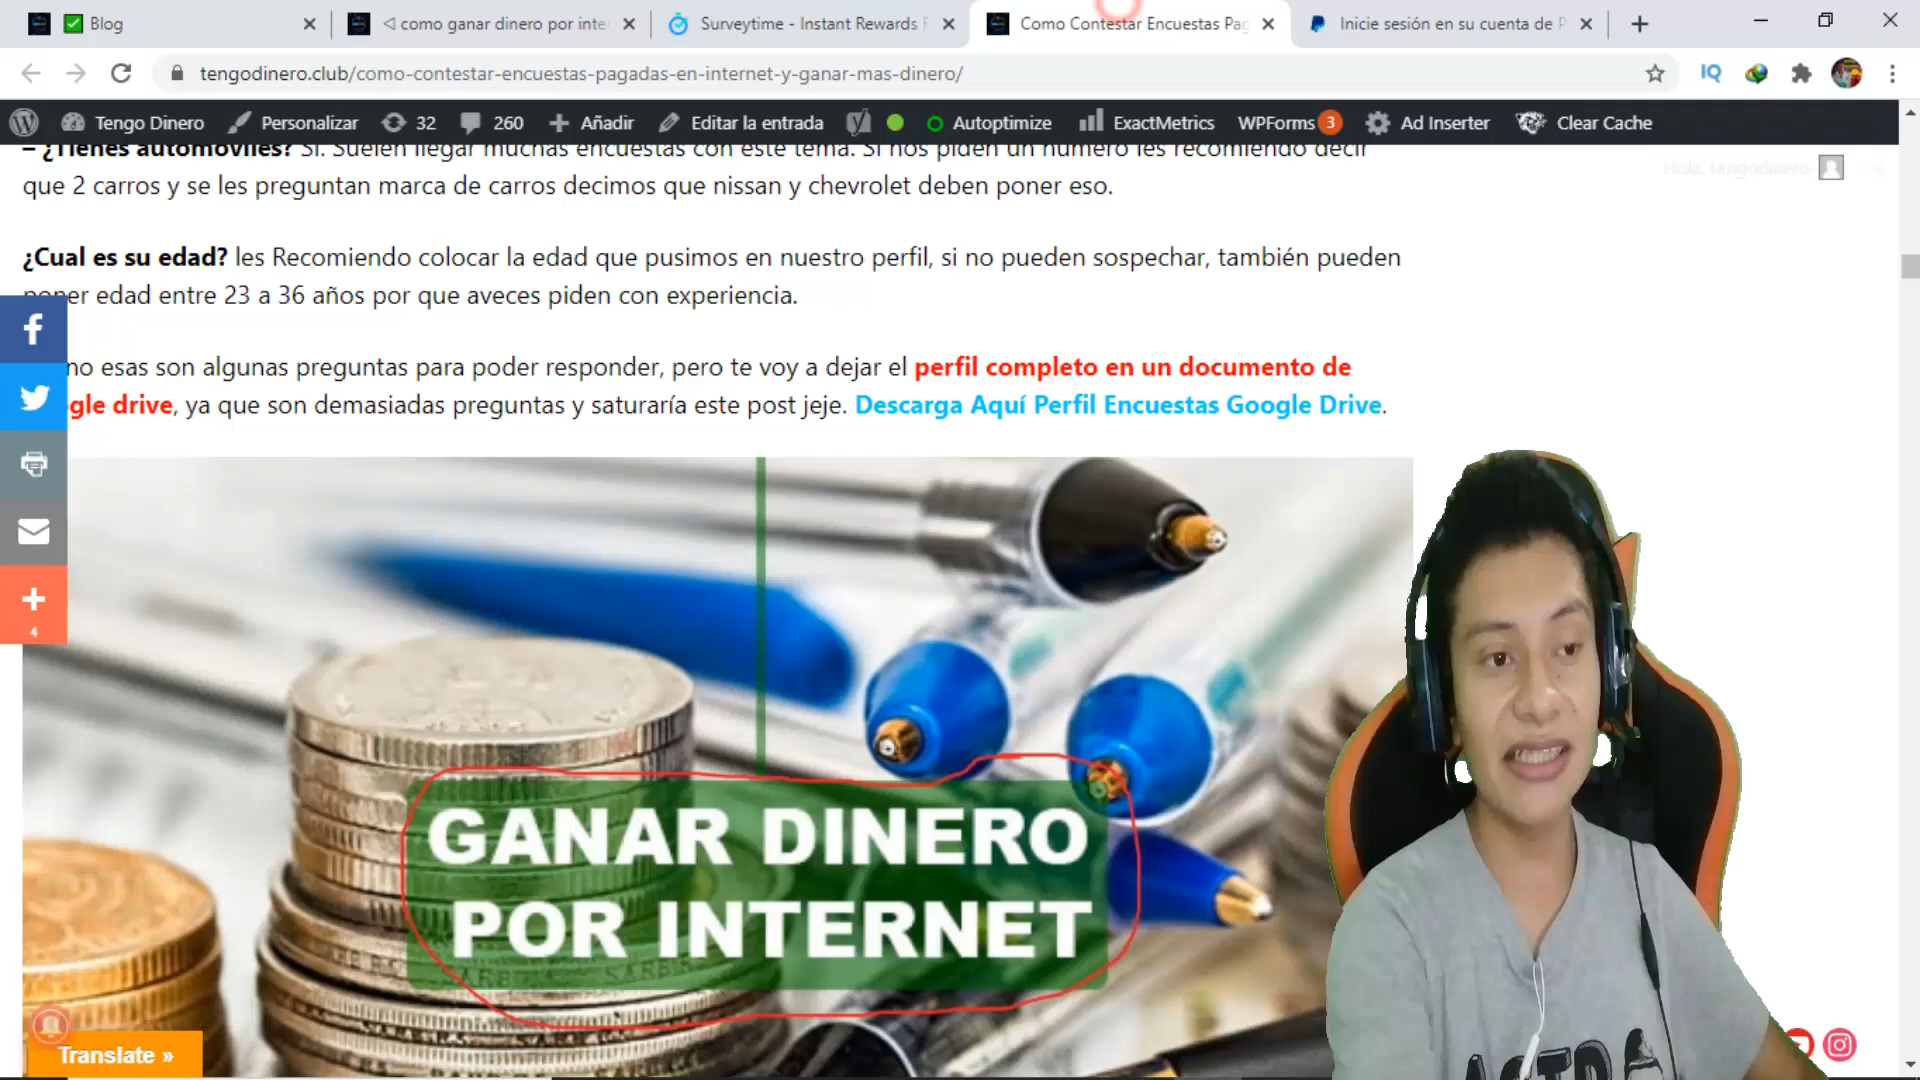 Blog
como ganar dinero por inte
Surveytime - Instant Rewards
Como Contestar Encuestas Pag
Inicie sesión en su cuenta de P
tengodinero.club/como-contestar-encuestas-pagadas-en-internet-y-ganar-mas-dinero/
IQ
Tengo Dinero Personalizar 32 260 Añadir Editar la entrada Autoptimize ExactMetrics WPForms 3 Ad Inserter Clear Cache
Hola, tengodinero
– ¿Tienes automóviles? Si. Suelen llegar muchas encuestas con este tema. Si nos piden un numero les recomiendo decir
que 2 carros y se les preguntan marca de carros decimos que nissan y chevrolet deben poner eso.
¿Cual es su edad? les Recomiendo colocar la edad que pusimos en nuestro perfil, si no pueden sospechar, también pueden
poner edad entre 23 a 36 años por que aveces piden con experiencia.
no esas son algunas preguntas para poder responder, pero te voy a dejar el perfil completo en un documento de
gle drive, ya que son demasiadas preguntas y saturaría este post jeje. Descarga Aquí Perfil Encuestas Google Drive.
4
GANAR DINERO
POR INTERNET
Translate »